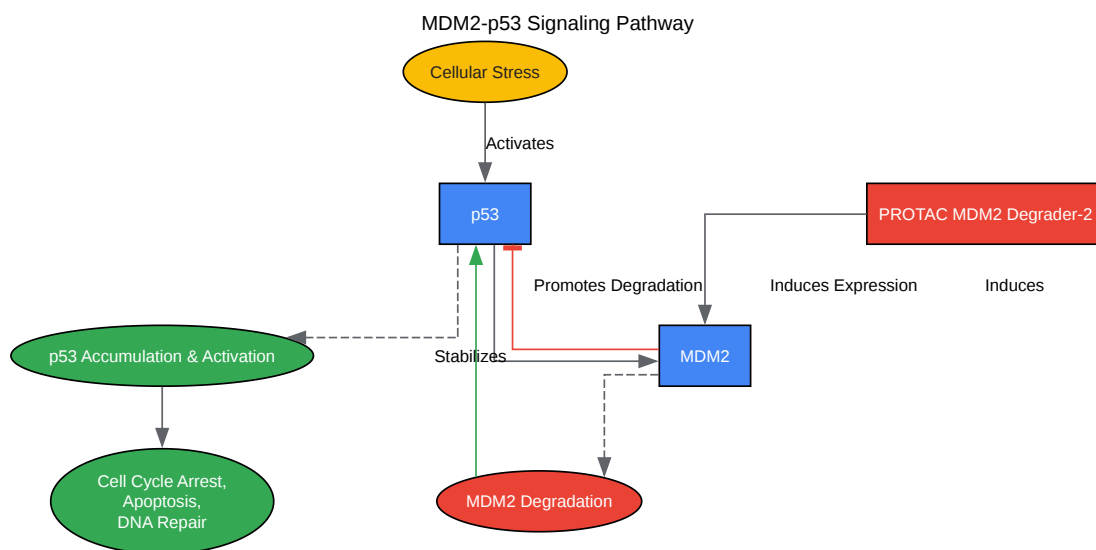 MDM2-p53 Signaling Pathway
Cellular Stress
Activates
p53
PROTAC MDM2 Degrader-2
Promotes Degradation
Induces Expression
Induces
p53 Accumulation & Activation
Stabilizes
MDM2
Cell Cycle Arrest,
Apoptosis,
DNA Repair
MDM2 Degradation